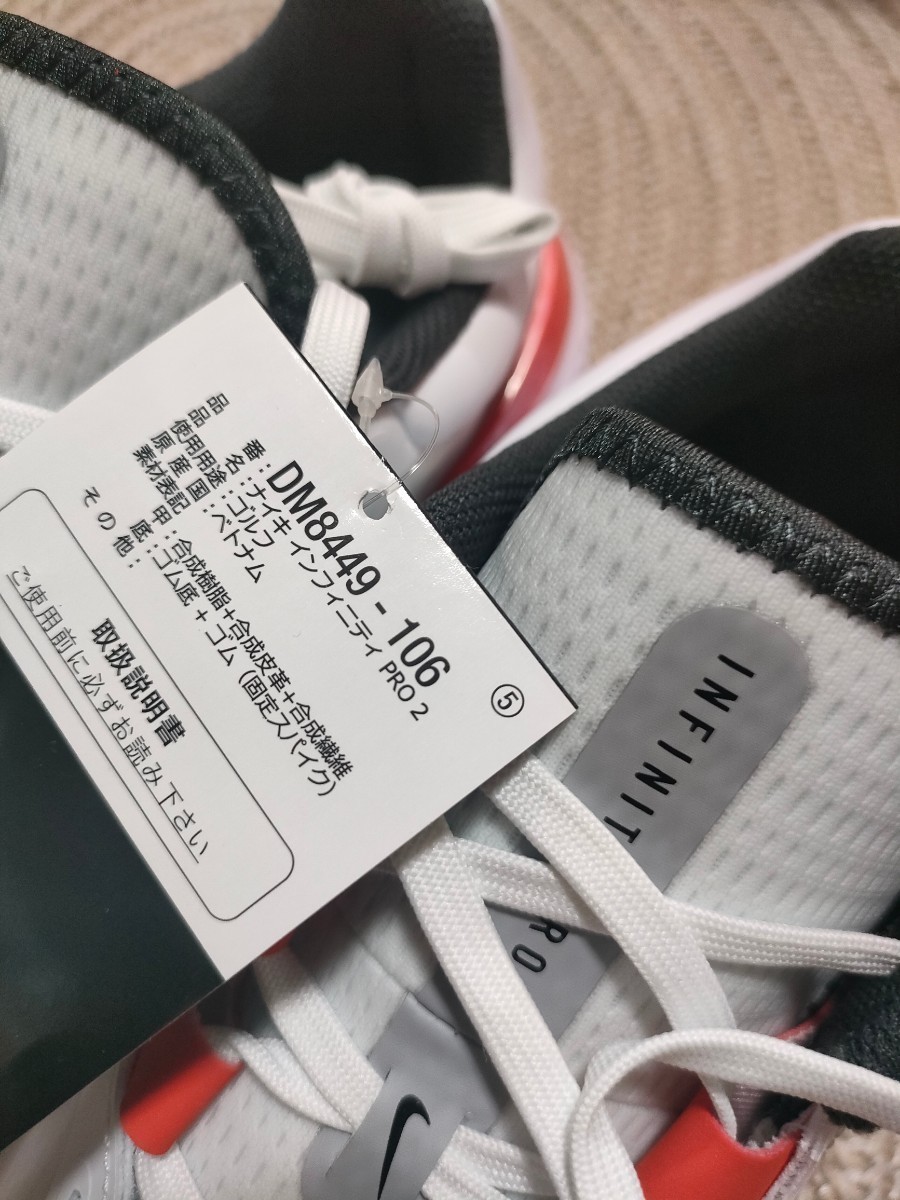 品番:DM8449-106
品名:ナイキ インフィニティ PRO 2
使用用途:ゴルフ
原産国:ベトナム
素材表記 甲:合成樹脂+合成皮革+合成繊維
底:ゴム底+ゴム(固定スパイク)
その他:
⑤
取扱説明書
ご使用前に必ずお読み下さい
INFINIT
RO